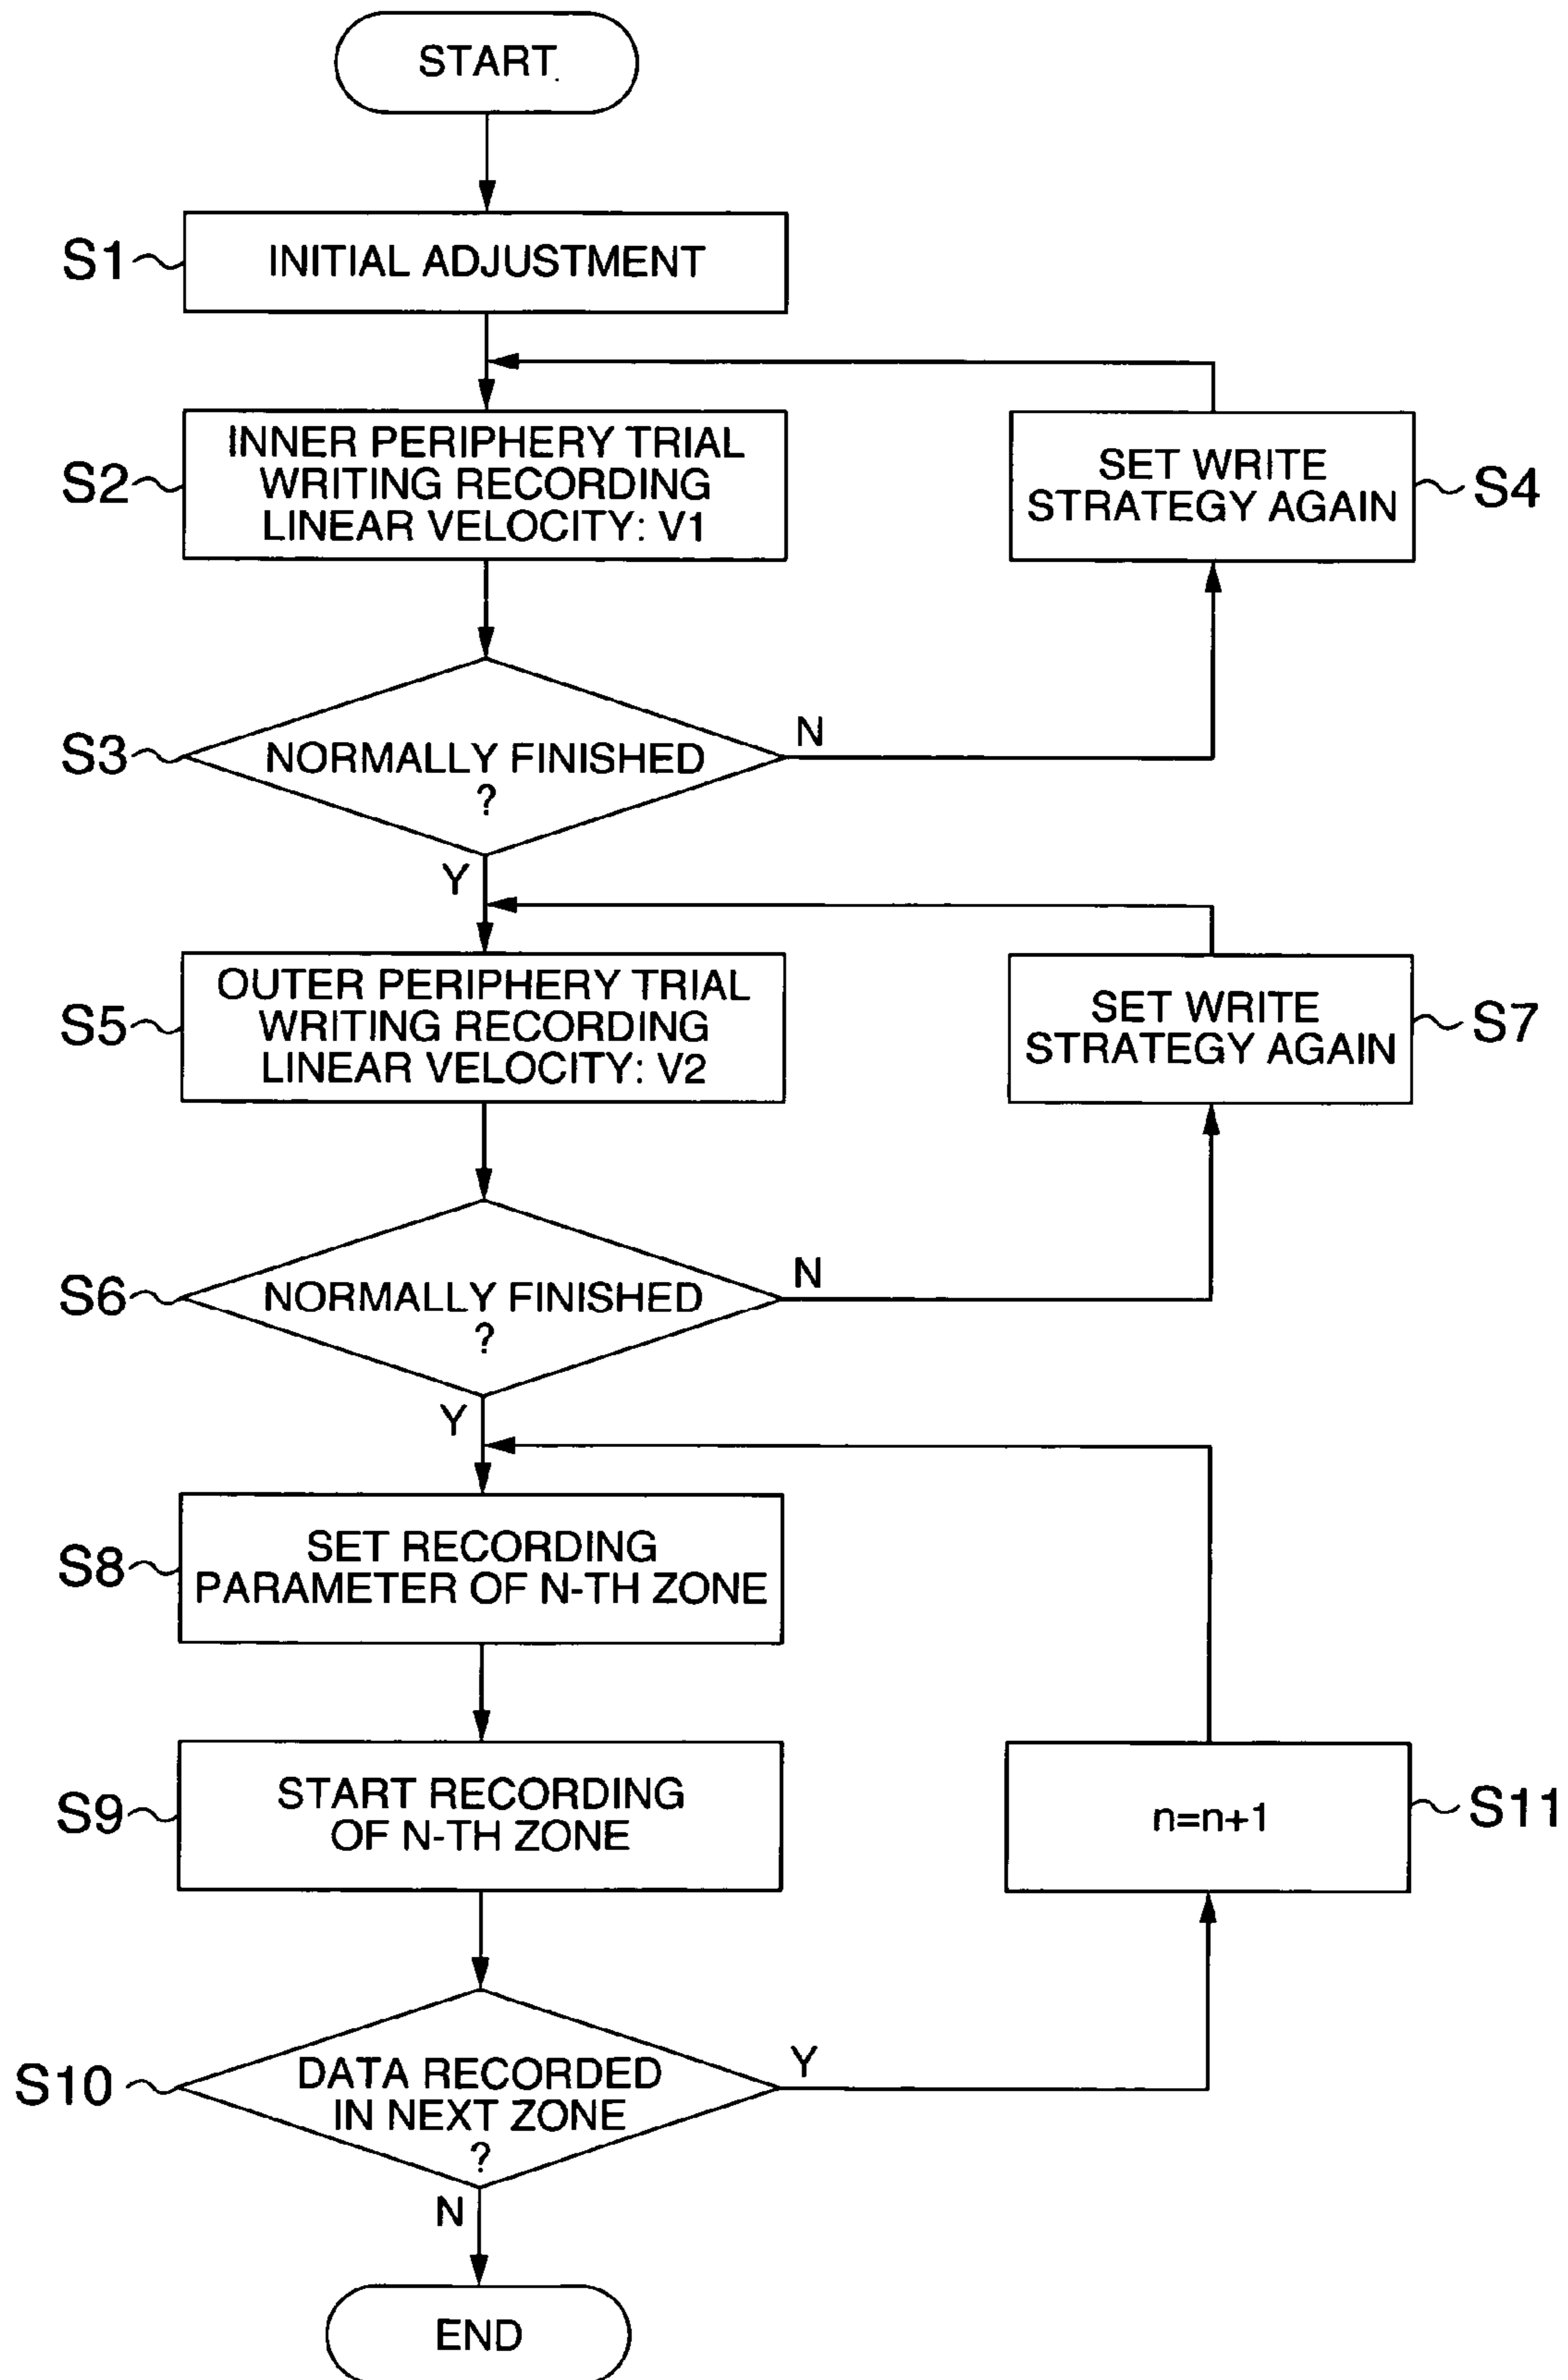 START
S1
INITIAL ADJUSTMENT
S2
INNER PERIPHERY TRIAL
WRITING RECORDING
LINEAR VELOCITY: V1
SET WRITE
STRATEGY AGAIN
S4
S3
NORMALLY FINISHED
?
N
Y
S5
OUTER PERIPHERY TRIAL
WRITING RECORDING
LINEAR VELOCITY: V2
SET WRITE
STRATEGY AGAIN
S7
S6
NORMALLY FINISHED
?
N
Y
S8
SET RECORDING
PARAMETER OF N-TH ZONE
S9
START RECORDING
OF N-TH ZONE
n=n+1
S11
S10
DATA RECORDED
IN NEXT ZONE
?
Y
N
END